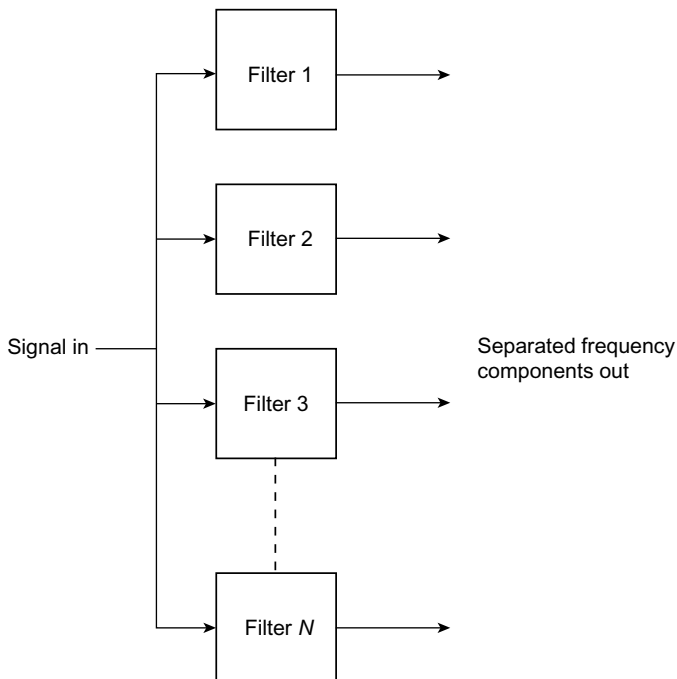 Filter 1
Filter 2
Signal in
Separated frequency
components out
Filter 3
Filter N